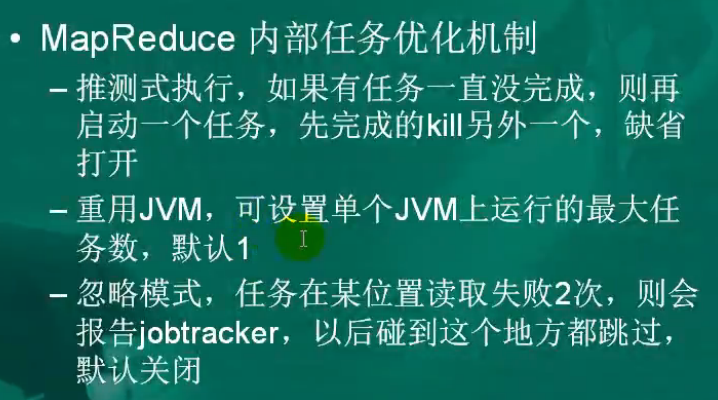 • MapReduce 内部任务优化机制
– 推测式执行，如果有任务一直没完成，则再
启动一个任务，先完成的kill另外一个，缺省
打开
– 重用JVM，可设置单个JVM上运行的最大任
务数，默认1
– 忽略模式，任务在某位置读取失败2次，则会
报告jobtracker，以后碰到这个地方都跳过，
默认关闭